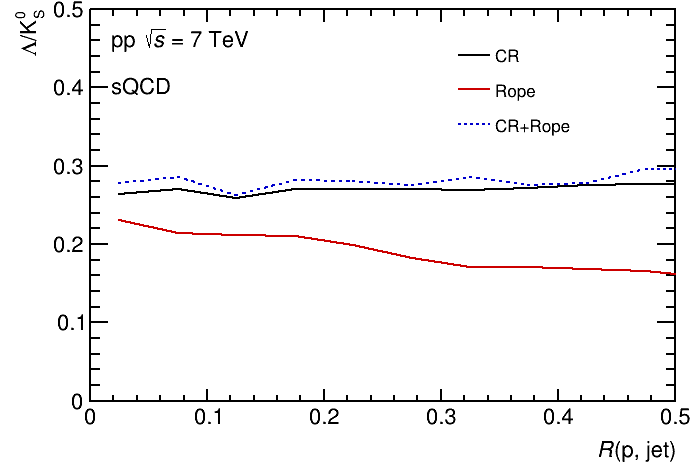 Λ/K⁰_S
0.5
0.4
0.3
0.2
0.1
0
pp √s = 7 TeV
sQCD
CR
Rope
CR+Rope
0 0.1 0.2 0.3 0.4 0.5
R(p, jet)